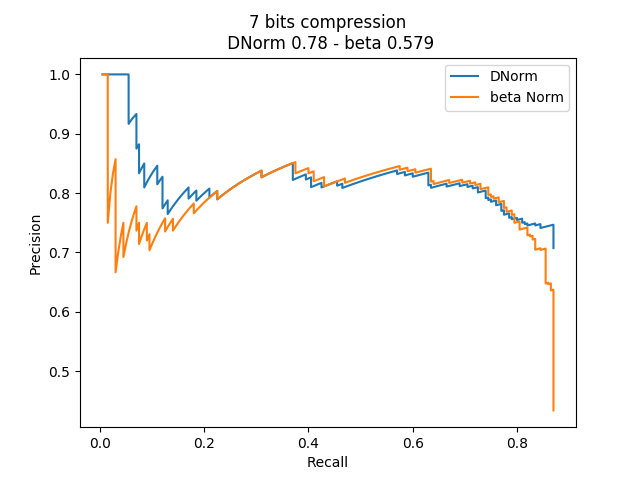 7 bits compression
DNorm 0.78 - beta 0.579
DNorm
beta Norm
1.0
0.9
0.8
0.7
0.6
0.5
Precision
0.0
0.2
0.4
0.6
0.8
Recall